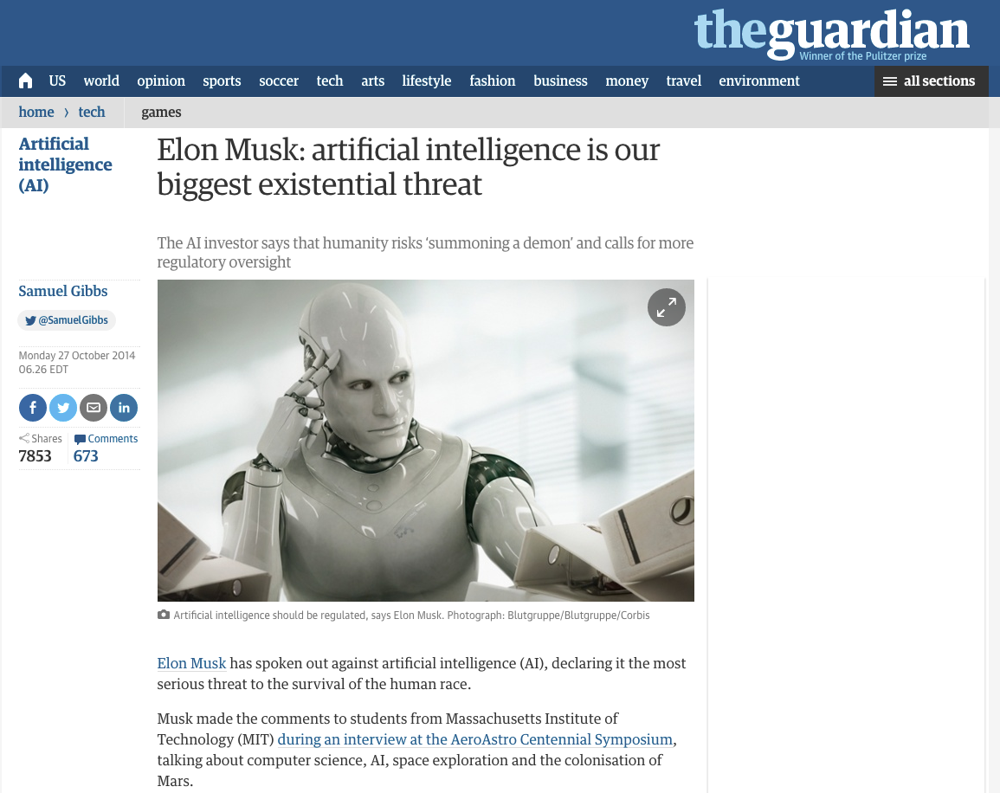 theguardian
Winner of the Pulitzer prize
US world opinion sports soccer tech arts lifestyle fashion business money travel environment all sections
home › tech games
Artificial
intelligence
(AI)
Elon Musk: artificial intelligence is our
biggest existential threat
The AI investor says that humanity risks ‘summoning a demon’ and calls for more
regulatory oversight
Samuel Gibbs
@SamuelGibbs
Monday 27 October 2014
06.26 EDT
f in
Shares Comments
7853 673
Artificial intelligence should be regulated, says Elon Musk. Photograph: Blutgruppe/Blutgruppe/Corbis
Elon Musk has spoken out against artificial intelligence (AI), declaring it the most
serious threat to the survival of the human race.
Musk made the comments to students from Massachusetts Institute of
Technology (MIT) during an interview at the AeroAstro Centennial Symposium,
talking about computer science, AI, space exploration and the colonisation of
Mars.